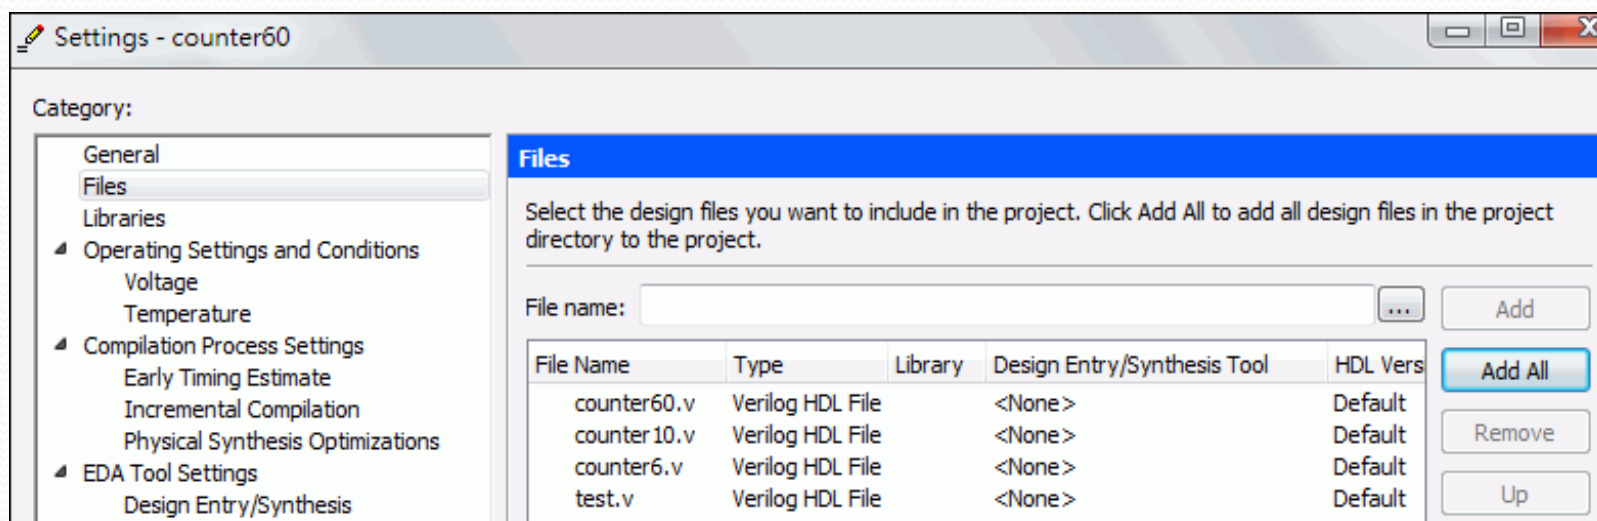 Settings - counter60
Category:
General
Files
Libraries
Operating Settings and Conditions
Voltage
Temperature
Compilation Process Settings
Early Timing Estimate
Incremental Compilation
Physical Synthesis Optimizations
EDA Tool Settings
Design Entry/Synthesis
Files
Select the design files you want to include in the project. Click Add All to add all design files in the project
directory to the project.
File name: ... Add
File Name Type Library Design Entry/Synthesis Tool HDL Vers Add All
counter60.v Verilog HDL File <None> Default
counter10.v Verilog HDL File <None> Default Remove
counter6.v Verilog HDL File <None> Default
test.v Verilog HDL File <None> Default Up